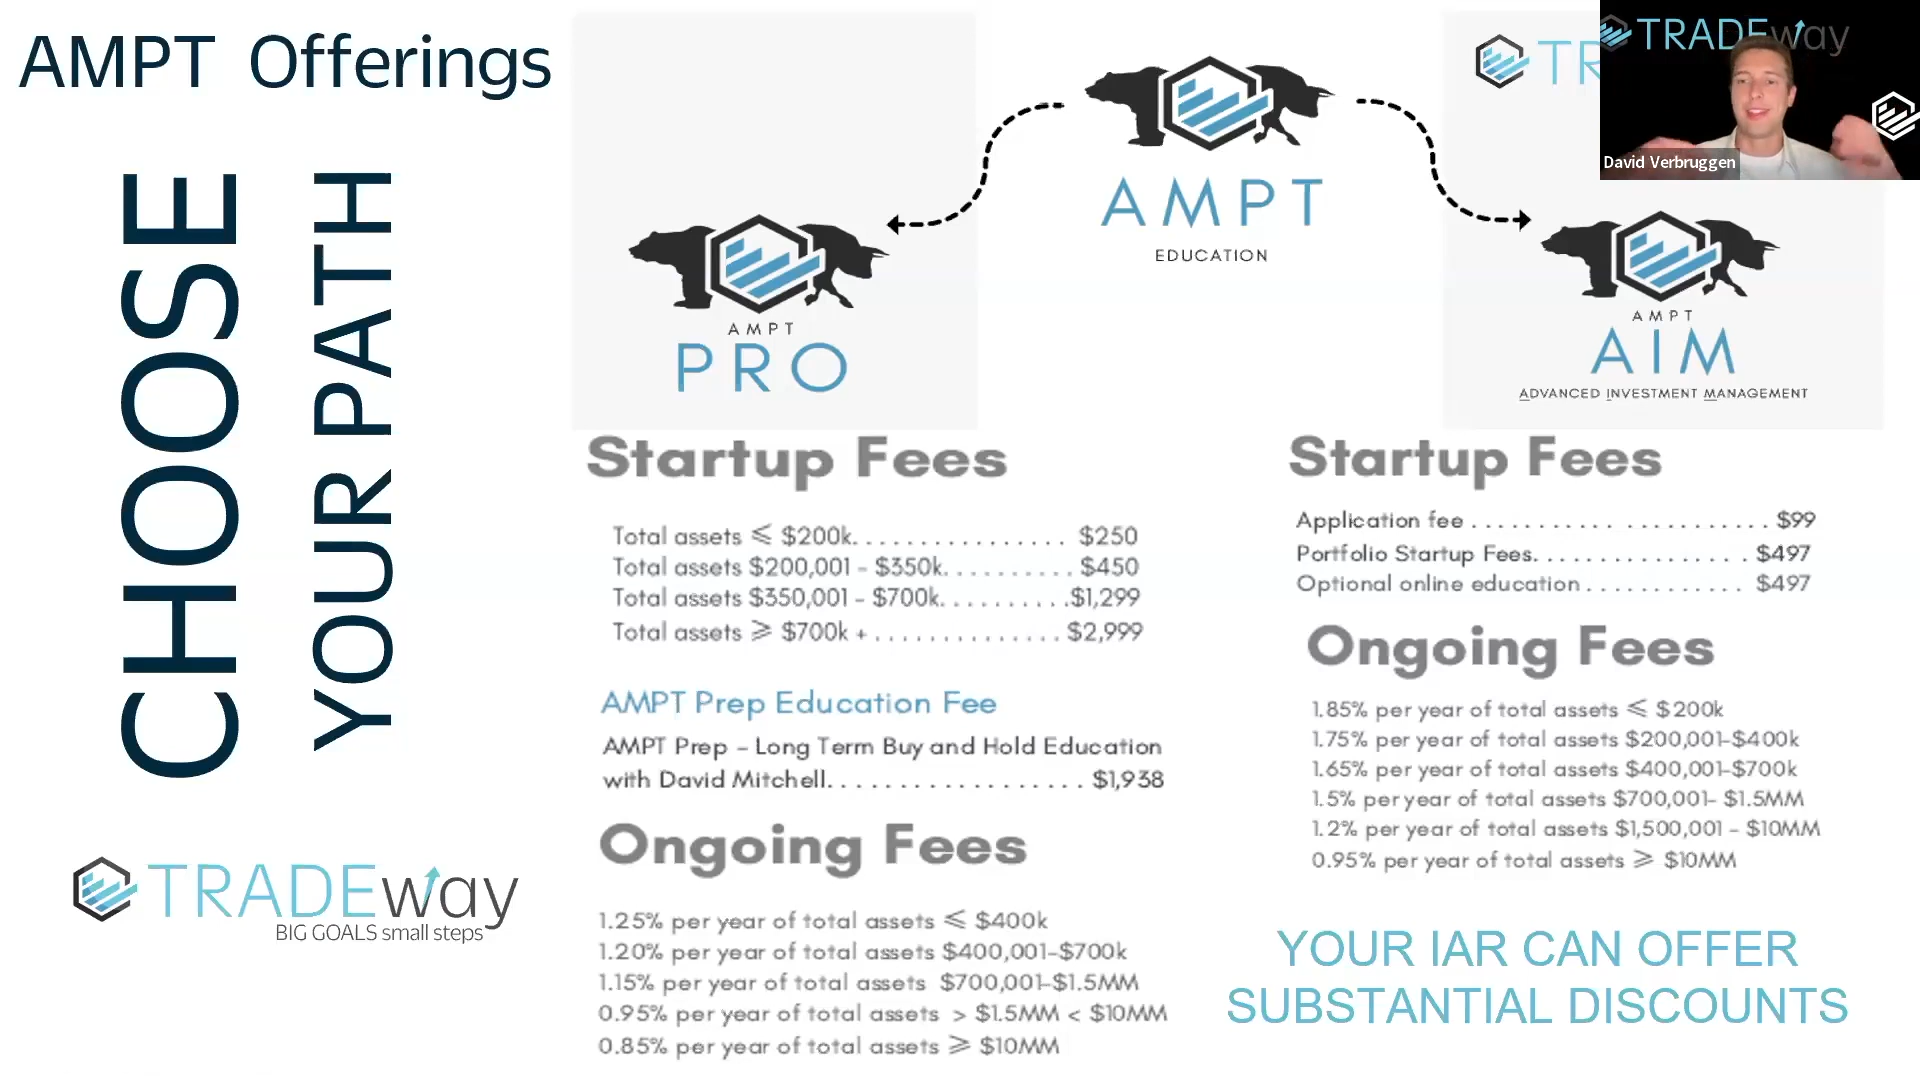 AMPT Offerings
CHOOSE
YOUR PATH
TRADEway
BIG GOALS small steps
AMPT
EDUCATION
AMPT
PRO
Startup Fees
Total assets ⩽ $200k. . . . . . . . . . . . . . . . $250
Total assets $200,001 - $350k. . . . . . . . . . $450
Total assets $350,001 - $700k. . . . . . . . . .$1,299
Total assets ⩾ $700k + . . . . . . . . . . . . . . $2,999
AMPT Prep Education Fee
AMPT Prep – Long Term Buy and Hold Education
with David Mitchell. . . . . . . . . . . . . . . . . . . $1,938
Ongoing Fees
1.25% per year of total assets ⩽ $400k
1.20% per year of total assets $400,001-$700k
1.15% per year of total assets $700,001-$1.5MM
0.95% per year of total assets > $1.5MM < $10MM
0.85% per year of total assets ⩾ $10MM
TR
TRADEway
David Verbruggen
AMPT
AIM
ADVANCED INVESTMENT MANAGEMENT
Startup Fees
Application fee . . . . . . . . . . . . . . . . . . . . . . $99
Portfolio Startup Fees. . . . . . . . . . . . . . . . $497
Optional online education . . . . . . . . . . . . $497
Ongoing Fees
1.85% per year of total assets ⩽ $200k
1.75% per year of total assets $200,001-$400k
1.65% per year of total assets $400,001-$700k
1.5% per year of total assets $700,001- $1.5MM
1.2% per year of total assets $1,500,001 - $10MM
0.95% per year of total assets ⩾ $10MM
YOUR IAR CAN OFFER
SUBSTANTIAL DISCOUNTS